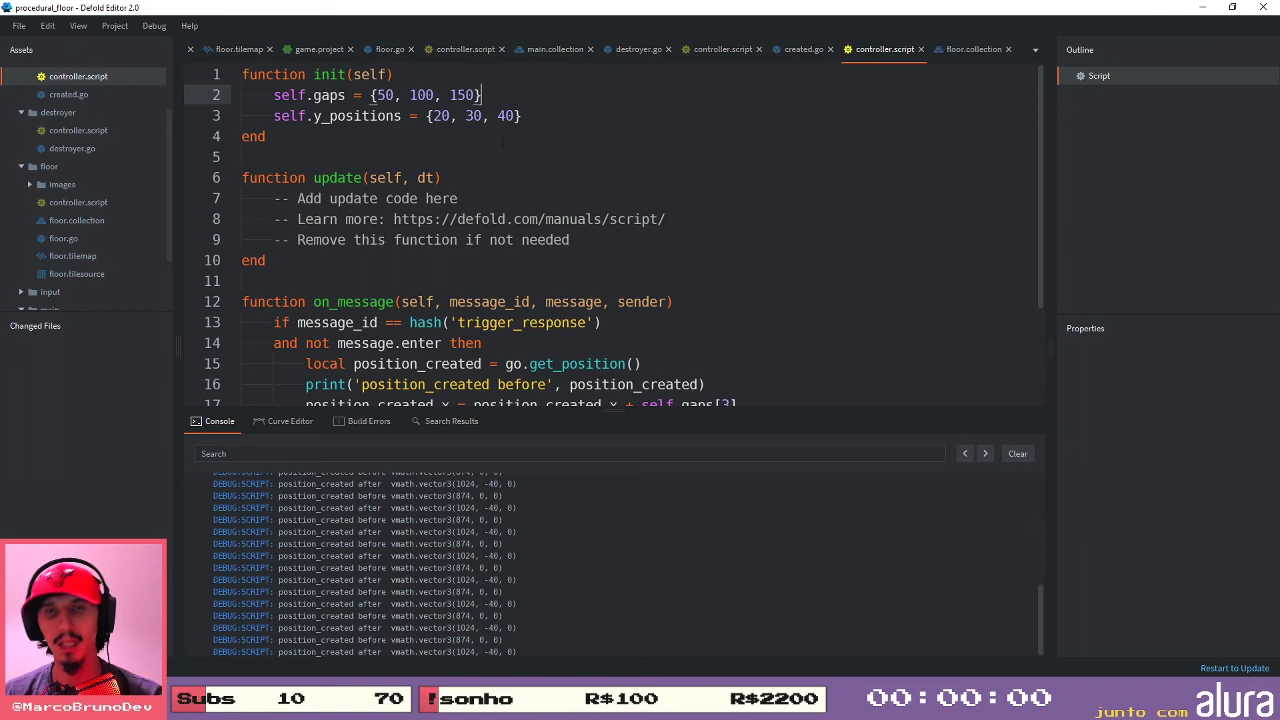 procedural_floor - Defold Editor 2.0
File Edit View Project Debug Help
Assets
controller.script
created.go
destroyer
controller.script
destroyer.go
floor
images
controller.script
floor.collection
floor.go
floor.tilemap
floor.tilesource
input
Changed Files
floor.tilemap game.project floor.go controller.script main.collection destroyer.go controller.script created.go controller.script floor.collection
1 function init(self)
2 self.gaps = {50, 100, 150}
3 self.y_positions = {20, 30, 40}
4 end
5
6 function update(self, dt)
7 -- Add update code here
8 -- Learn more: https://defold.com/manuals/script/
9 -- Remove this function if not needed
10 end
11
12 function on_message(self, message_id, message, sender)
13 if message_id == hash('trigger_response')
14 and not message.enter then
15 local position_created = go.get_position()
16 print('position_created before', position_created)
17 position_created.x = position_created.x + self.gaps[3]
Console Curve Editor Build Errors Search Results
Search Clear
DEBUG:SCRIPT: position_created before vmath.vector3(874, 0, 0)
DEBUG:SCRIPT: position_created after vmath.vector3(1024, -40, 0)
DEBUG:SCRIPT: position_created before vmath.vector3(874, 0, 0)
DEBUG:SCRIPT: position_created after vmath.vector3(1024, -40, 0)
DEBUG:SCRIPT: position_created before vmath.vector3(874, 0, 0)
DEBUG:SCRIPT: position_created after vmath.vector3(1024, -40, 0)
DEBUG:SCRIPT: position_created before vmath.vector3(874, 0, 0)
DEBUG:SCRIPT: position_created after vmath.vector3(1024, -40, 0)
DEBUG:SCRIPT: position_created before vmath.vector3(874, 0, 0)
DEBUG:SCRIPT: position_created after vmath.vector3(1024, -40, 0)
DEBUG:SCRIPT: position_created before vmath.vector3(874, 0, 0)
DEBUG:SCRIPT: position_created after vmath.vector3(1024, -40, 0)
DEBUG:SCRIPT: position_created before vmath.vector3(874, 0, 0)
DEBUG:SCRIPT: position_created after vmath.vector3(1024, -40, 0)
DEBUG:SCRIPT: position_created before vmath.vector3(874, 0, 0)
DEBUG:SCRIPT: position_created after vmath.vector3(1024, -40, 0)
Outline
Script
Properties
Restart to Update
@MarcoBrunoDev
Subs 10 70
!sonho R$100 R$2200
00:00:00
junto com alura